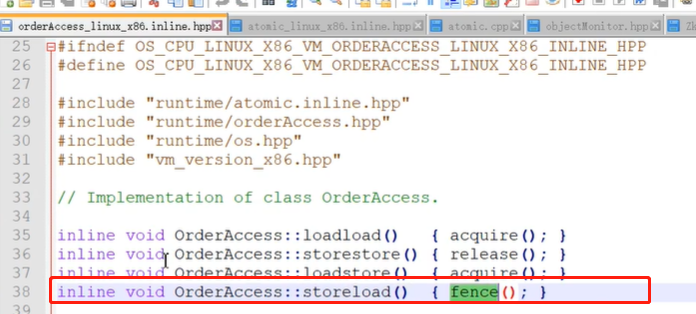 orderAccess_linux_x86.inline.hpp atomic_linux_x86.inline.hpp atomic.cpp objectMonitor.hpp
25 #ifndef OS_CPU_LINUX_X86_VM_ORDERACCESS_LINUX_X86_INLINE_HPP
26 #define OS_CPU_LINUX_X86_VM_ORDERACCESS_LINUX_X86_INLINE_HPP
27
28 #include "runtime/atomic.inline.hpp"
29 #include "runtime/orderAccess.hpp"
30 #include "runtime/os.hpp"
31 #include "vm_version_x86.hpp"
32
33 // Implementation of class OrderAccess.
34
35 inline void OrderAccess::loadload() { acquire(); }
36 inline void OrderAccess::storestore() { release(); }
37 inline void OrderAccess::loadstore() { acquire(); }
38 inline void OrderAccess::storeload() { fence(); }
39